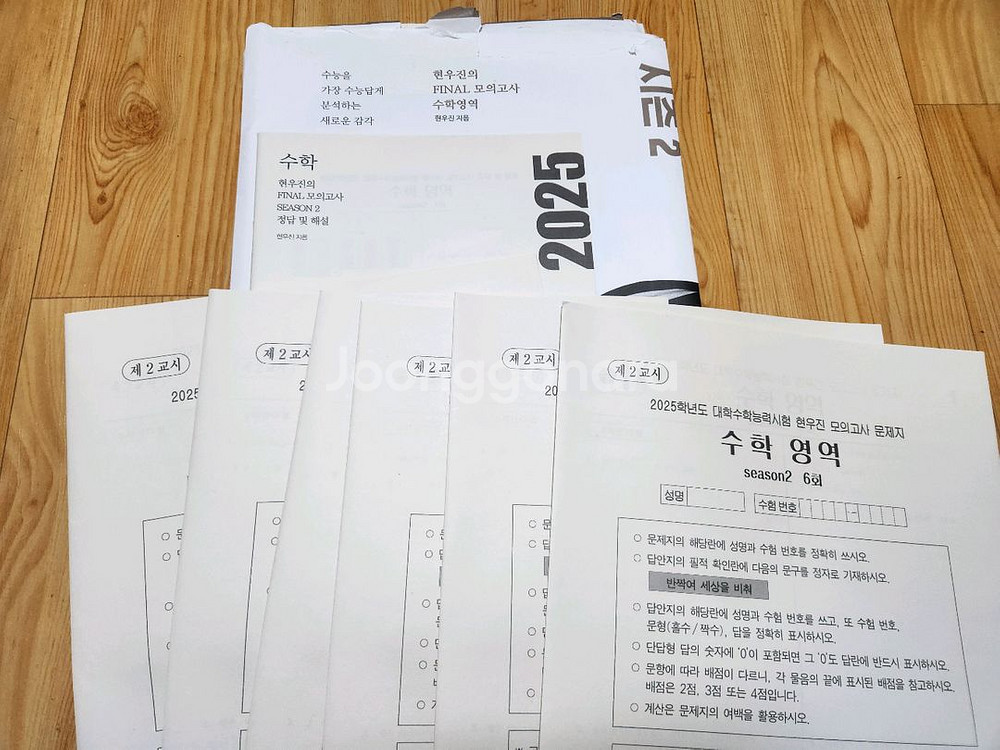 수능을
가장 수능답게
분석하는
새로운 감각
현우진의
FINAL 모의고사
수학영역
현우진 지음
시즌 2
수학
현우진의
FINAL 모의고사
SEASON 2
정답 및 해설
현우진 지음
2025
제 2 교시
2025
제 2 교시
2
제 2 교
20
제 2 교시
20
Joonggonara
제 2 교시
2025학년도 대학수학능력시험 현우진 모의고사 문제지
수학 영역
season2 6회
성명
수험 번호
-
○ 문제지의 해당란에 성명과 수험 번호를 정확히 쓰시오.
○ 답안지의 필적 확인란에 다음의 문구를 정자로 기재하시오.
반짝여 세상을 비춰
○ 답안지의 해당란에 성명과 수험 번호를 쓰고, 또 수험 번호,
문형(홀수/짝수), 답을 정확히 표시하시오.
○ 단답형 답의 숫자에 '0'이 포함되면 그 '0'도 답란에 반드시 표시하시오.
○ 문항에 따라 배점이 다르니, 각 물음의 끝에 표시된 배점을 참고하시오.
배점은 2점, 3점 또는 4점입니다.
○ 계산은 문제지의 여백을 활용하시오.